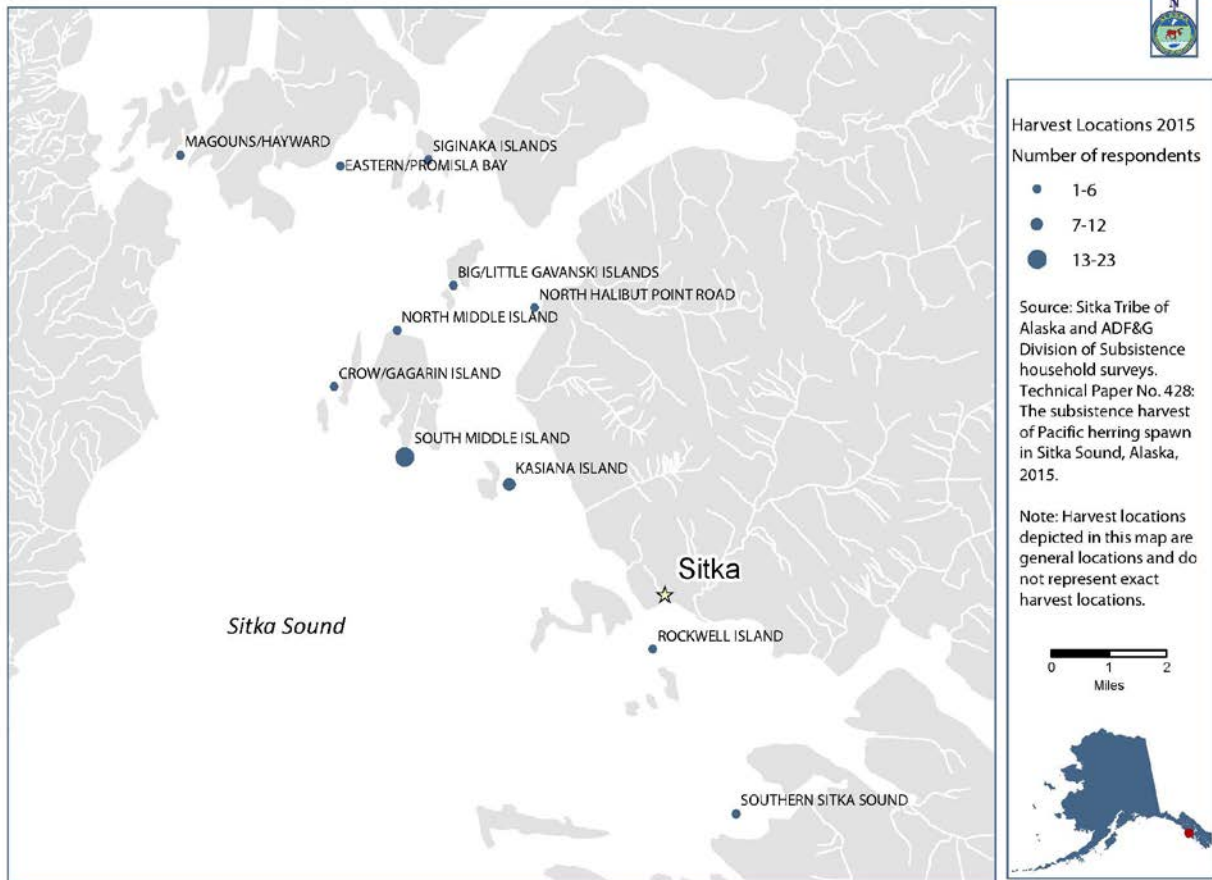 N
ALASKA
MAGOUNS/HAYWARD
SIGINAKA ISLANDS
EASTERN/PROMISLA BAY
BIG/LITTLE GAVANSKI ISLANDS
NORTH HALIBUT POINT ROAD
NORTH MIDDLE ISLAND
CROW/GAGARIN ISLAND
SOUTH MIDDLE ISLAND
KASIANA ISLAND
Sitka
Sitka Sound
ROCKWELL ISLAND
SOUTHERN SITKA SOUND
Harvest Locations 2015
Number of respondents
1-6
7-12
13-23
Source: Sitka Tribe of
Alaska and ADF&G
Division of Subsistence
household surveys.
Technical Paper No. 428:
The subsistence harvest
of Pacific herring spawn
in Sitka Sound, Alaska,
2015.
Note: Harvest locations
depicted in this map are
general locations and do
not represent exact
harvest locations.
0 1 2
Miles